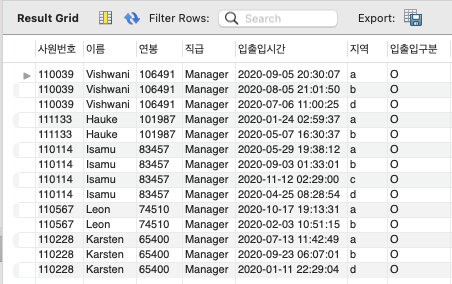 Result Grid Filter Rows: Search Export:
사원번호 이름 연봉 직급 입출입시간 지역 입출입구분
110039 Vishwani 106491 Manager 2020-09-05 20:30:07 a O
110039 Vishwani 106491 Manager 2020-08-05 21:01:50 b O
110039 Vishwani 106491 Manager 2020-07-06 11:00:25 d O
111133 Hauke 101987 Manager 2020-01-24 02:59:37 a O
111133 Hauke 101987 Manager 2020-05-07 16:30:37 b O
110114 Isamu 83457 Manager 2020-05-29 19:38:12 a O
110114 Isamu 83457 Manager 2020-09-03 01:33:01 b O
110114 Isamu 83457 Manager 2020-11-12 02:29:00 c O
110114 Isamu 83457 Manager 2020-04-25 08:28:54 d O
110567 Leon 74510 Manager 2020-10-17 19:13:31 a O
110567 Leon 74510 Manager 2020-02-03 10:51:15 b O
110228 Karsten 65400 Manager 2020-07-13 11:42:49 a O
110228 Karsten 65400 Manager 2020-09-23 06:07:01 b O
110228 Karsten 65400 Manager 2020-01-11 22:29:04 d O